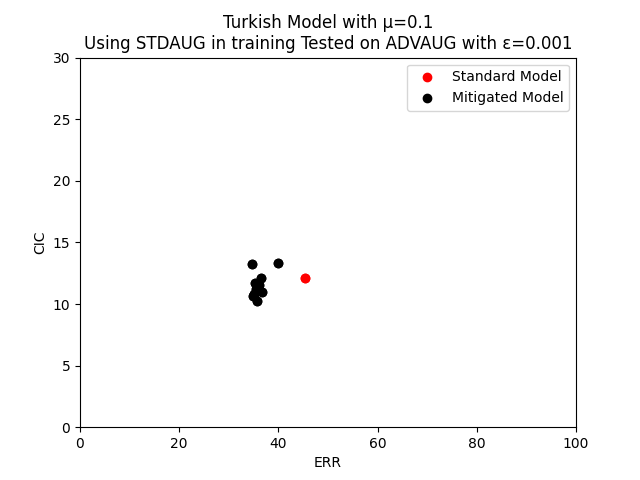 Turkish Model with μ=0.1
Using STDAUG in training Tested on ADVAUG with ε=0.001
Standard Model
Mitigated Model
30
25
20
15
10
5
0
CIC
0 20 40 60 80 100
ERR